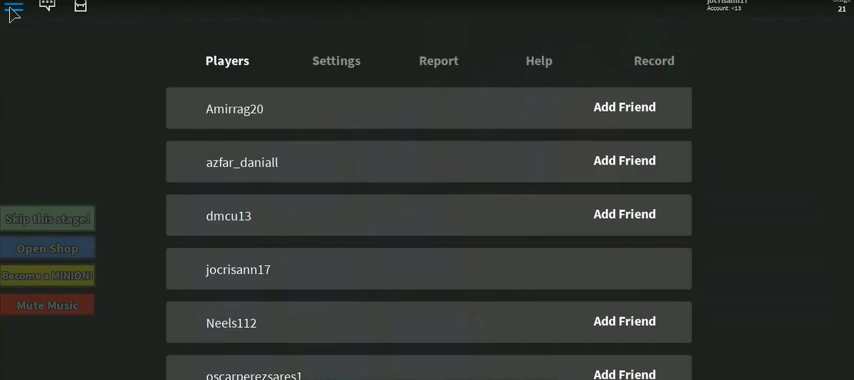 jocrisann17
Account: <13
Stage
21
Players Settings Report Help Record
Amirrag20 Add Friend
azfar_daniall Add Friend
dmcu13 Add Friend
Skip this stage!
jocrisann17
Open Shop
Become a MINION!
Mute Music
Neels112 Add Friend
oscarperezsares1 Add Friend